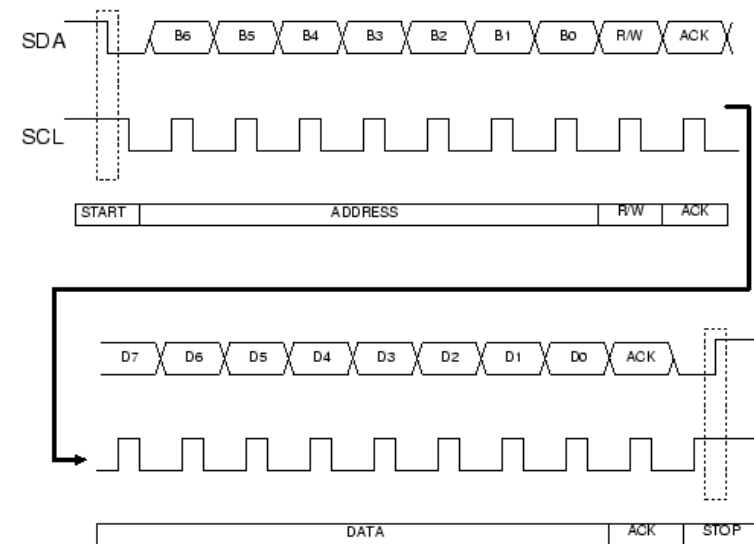 SDA B6 B5 B4 B3 B2 B1 B0 R/W ACK
SCL
START ADDRESS R/W ACK
D7 D6 D5 D4 D3 D2 D1 D0 ACK
DATA ACK STOP